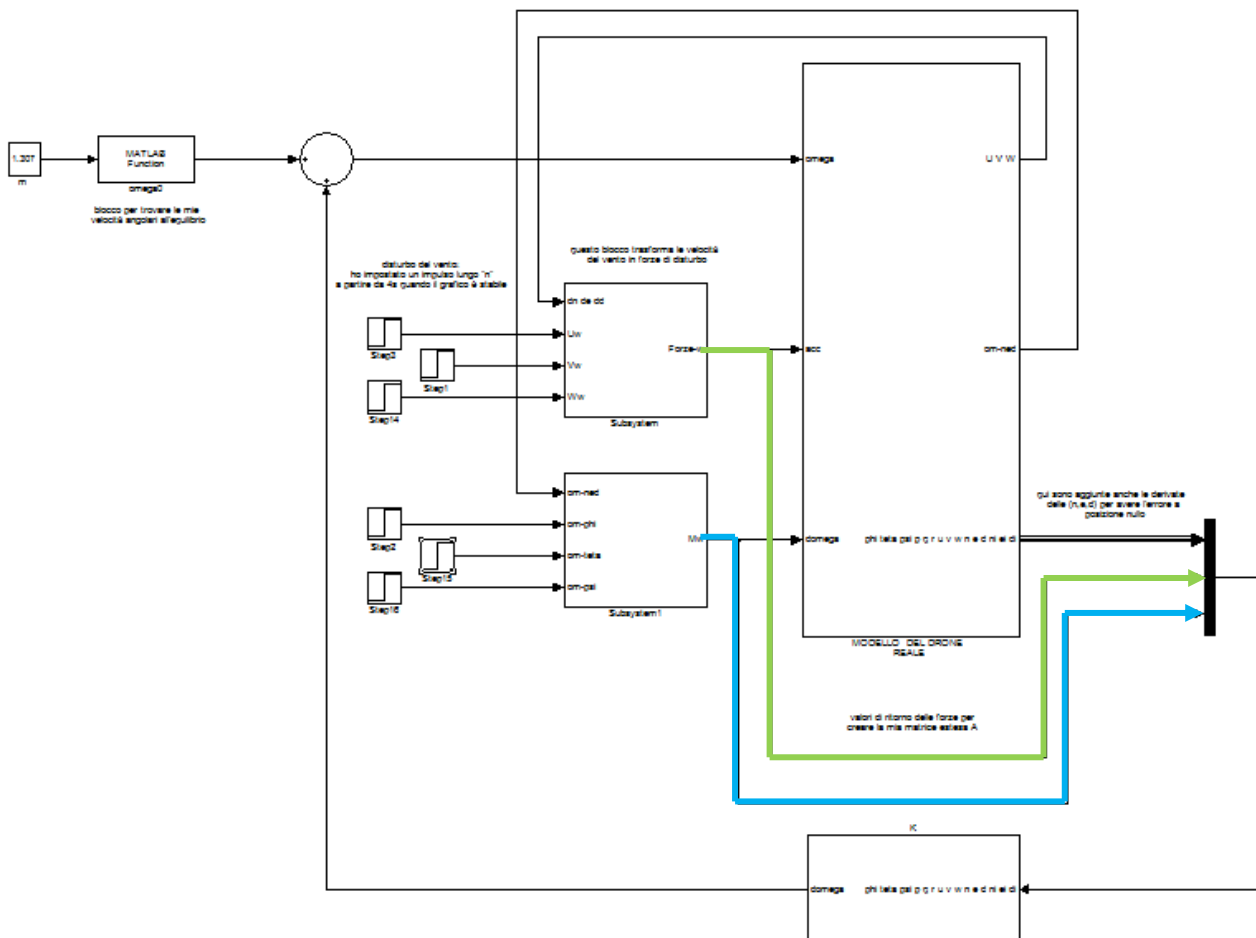 1.207
m
MATLAB
Function
omega0
blocco per trovare le mie
velocità angolari all'equilibrio
disturbo del vento:
ho impostato un impulso lungo "n"
a partire da 4s quando il grafico è stabile
questo blocco trasforma le velocità
del vento in forze di disturbo
Step3
Step1
Step14
dn de dd
Uw
Vw
Ww
Forze-v
Subsystem
Step2
Step15
Step16
om-ned
om-phi
om-teta
om-psi
Mw
Subsystem1
omega
acc
domega
U V W
om-ned
phi teta psi p q r u v w n e d ni ei di
MODELLO DEL DRONE
REALE
qui sono aggiunte anche le derivate
delle (n,e,d) per avere l'errore a
posizione nullo
valori di ritorno delle forze per
creare la mia matrice estesa A
K
domega
phi teta psi p q r u v w n e d ni ei di